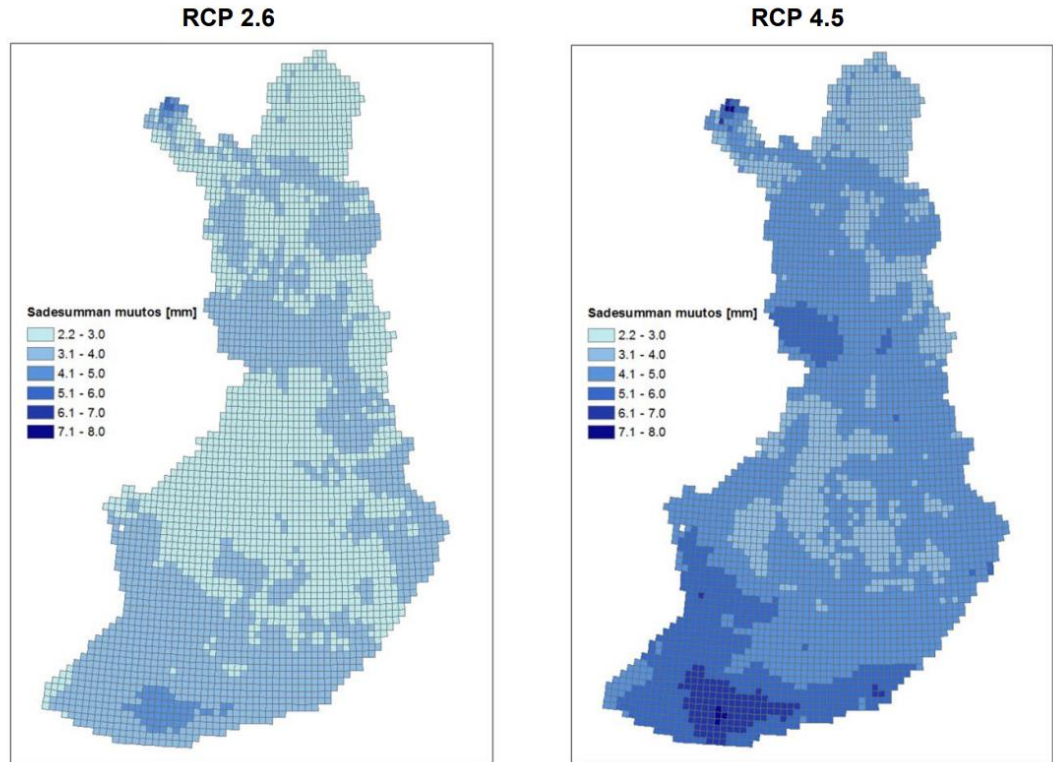 RCP 2.6
Sadesumman muutos [mm]
2.2 - 3.0
3.1 - 4.0
4.1 - 5.0
5.1 - 6.0
6.1 - 7.0
7.1 - 8.0
RCP 4.5
Sadesumman muutos [mm]
2.2 - 3.0
3.1 - 4.0
4.1 - 5.0
5.1 - 6.0
6.1 - 7.0
7.1 - 8.0